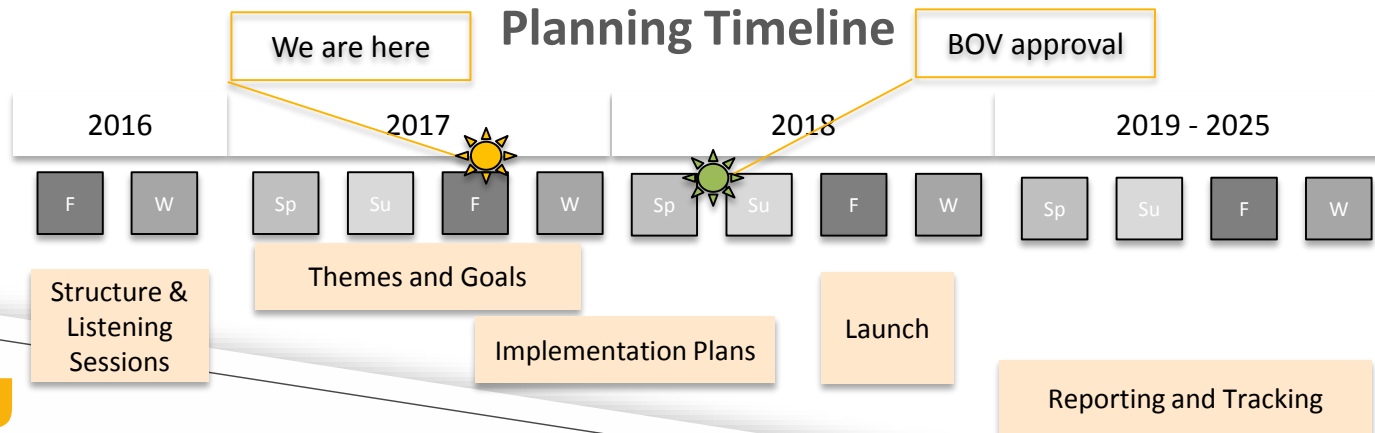 Planning Timeline
We are here
BOV approval
2016
2017
2018
2019 - 2025
F
W
Sp
Su
F
W
Sp
Su
F
W
Sp
Su
F
W
Structure &
Listening
Sessions
Themes and Goals
Implementation Plans
Launch
Reporting and Tracking